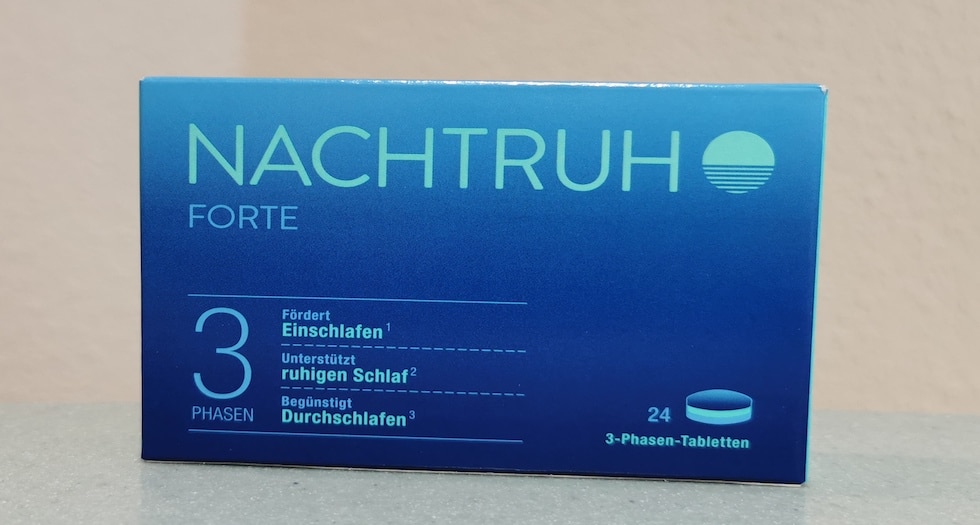 NACHTRUH
FORTE
3
PHASEN
Fördert
Einschlafen¹
Unterstützt
ruhigen Schlaf²
Begünstigt
Durchschlafen³
24
3-Phasen-Tabletten